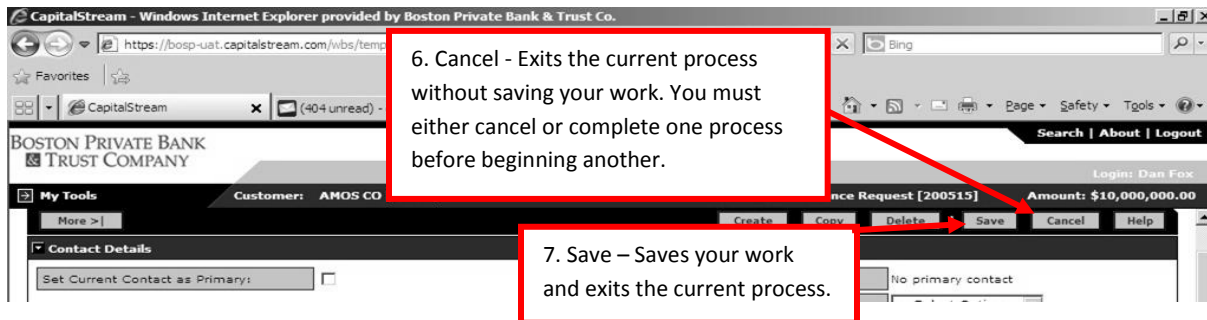 CapitalStream - Windows Internet Explorer provided by Boston Private Bank & Trust Co.
https://bosp-uat.capitalstream.com/wbs/temp
Bing
Favorites
CapitalStream
(404 unread) -
Page
Safety
Tools
6. Cancel - Exits the current process
without saving your work. You must
either cancel or complete one process
before beginning another.
BOSTON PRIVATE BANK
& TRUST COMPANY
Search | About | Logout
Login: Dan Fox
My Tools
Customer: AMOS CO
nce Request [200515]
Amount: $10,000,000.00
More >|
Create
Copy
Delete
Save
Cancel
Help
Contact Details
7. Save – Saves your work
and exits the current process.
Set Current Contact as Primary:
No primary contact